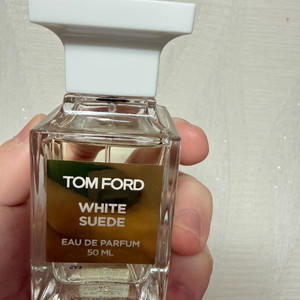 TOM FORD
WHITE
SUEDE
EAU DE PARFUM
50 ML